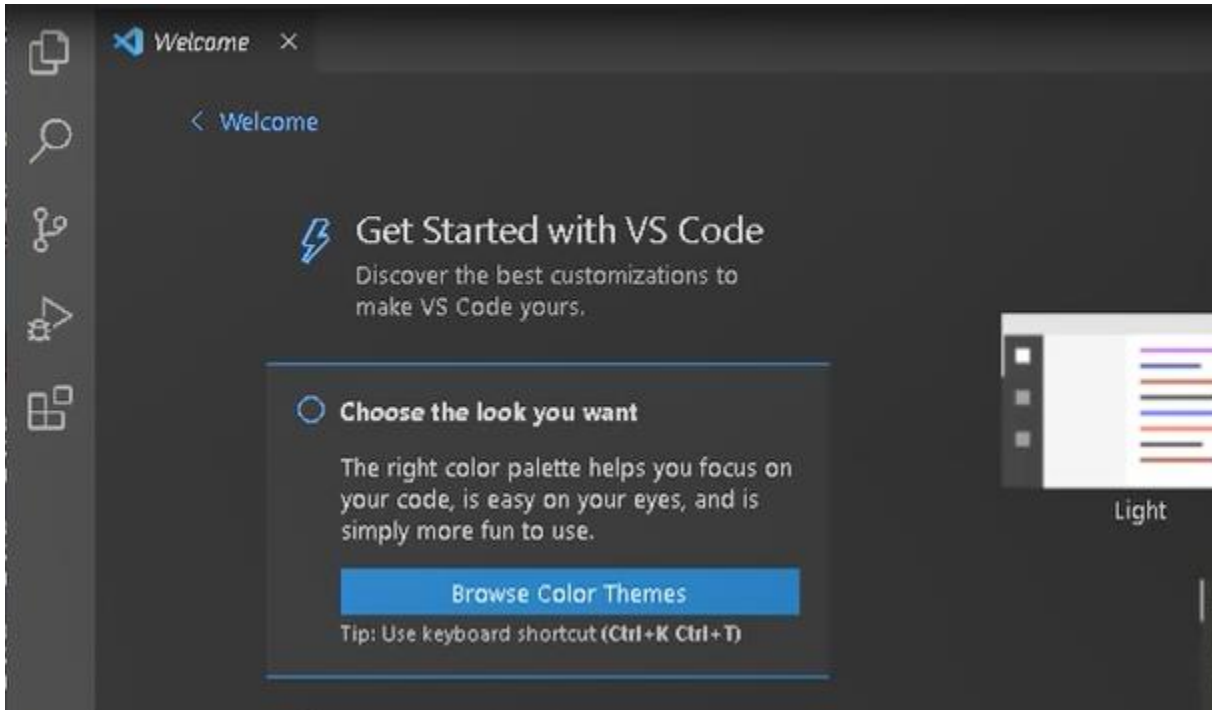 Welcome
Welcome
Get Started with VS Code
Discover the best customizations to
make VS Code yours.
Choose the look you want
The right color palette helps you focus on
your code, is easy on your eyes, and is
simply more fun to use.
Light
Browse Color Themes
Tip: Use keyboard shortcut (Ctrl+K Ctrl+T)